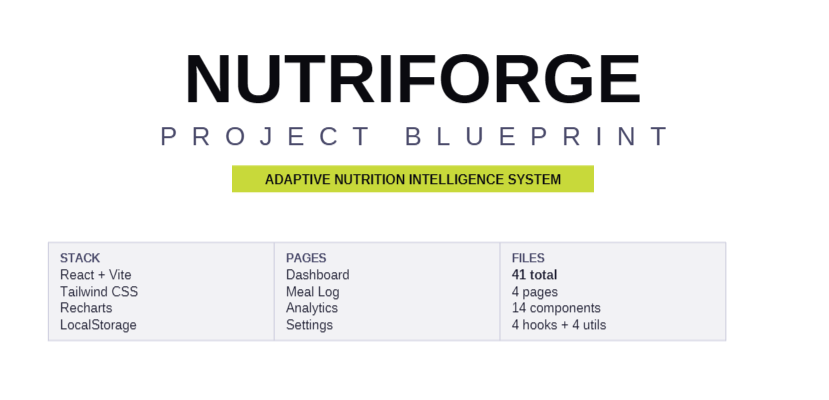 NUTRIFORGE
PROJECT BLUEPRINT
ADAPTIVE NUTRITION INTELLIGENCE SYSTEM
STACK
React + Vite
Tailwind CSS
Recharts
LocalStorage
PAGES
Dashboard
Meal Log
Analytics
Settings
FILES
41 total
4 pages
14 components
4 hooks + 4 utils